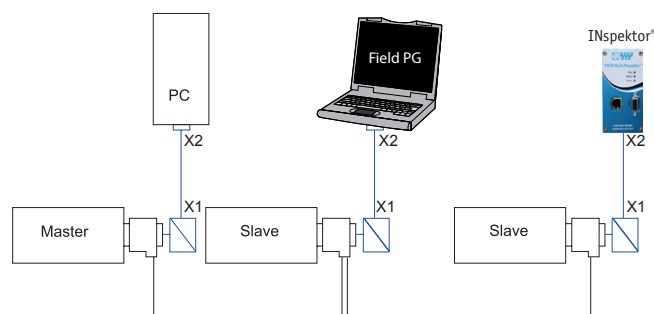 INspektor®
Field PG
PC
X2
X2
X2
X1
X1
X1
Master
Slave
Slave